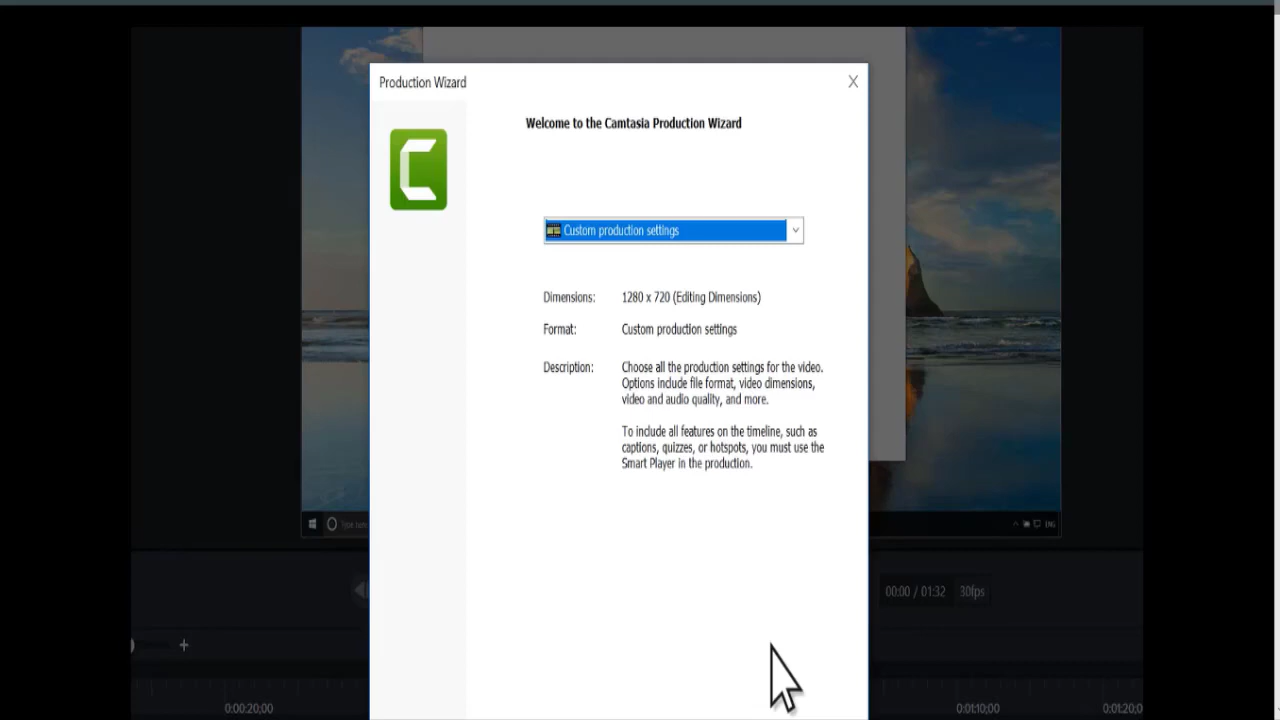 Production Wizard
X
Welcome to the Camtasia Production Wizard
Custom production settings
Dimensions: 1280 x 720 (Editing Dimensions)
Format: Custom production settings
Description: Choose all the production settings for the video.
Options include file format, video dimensions,
video and audio quality, and more.
To include all features on the timeline, such as
captions, quizzes, or hotspots, you must use the
Smart Player in the production.
Type here
ENG
00:00 / 01:32 30fps
+
0:00:20;00
0:01:10;00
0:01:20;0